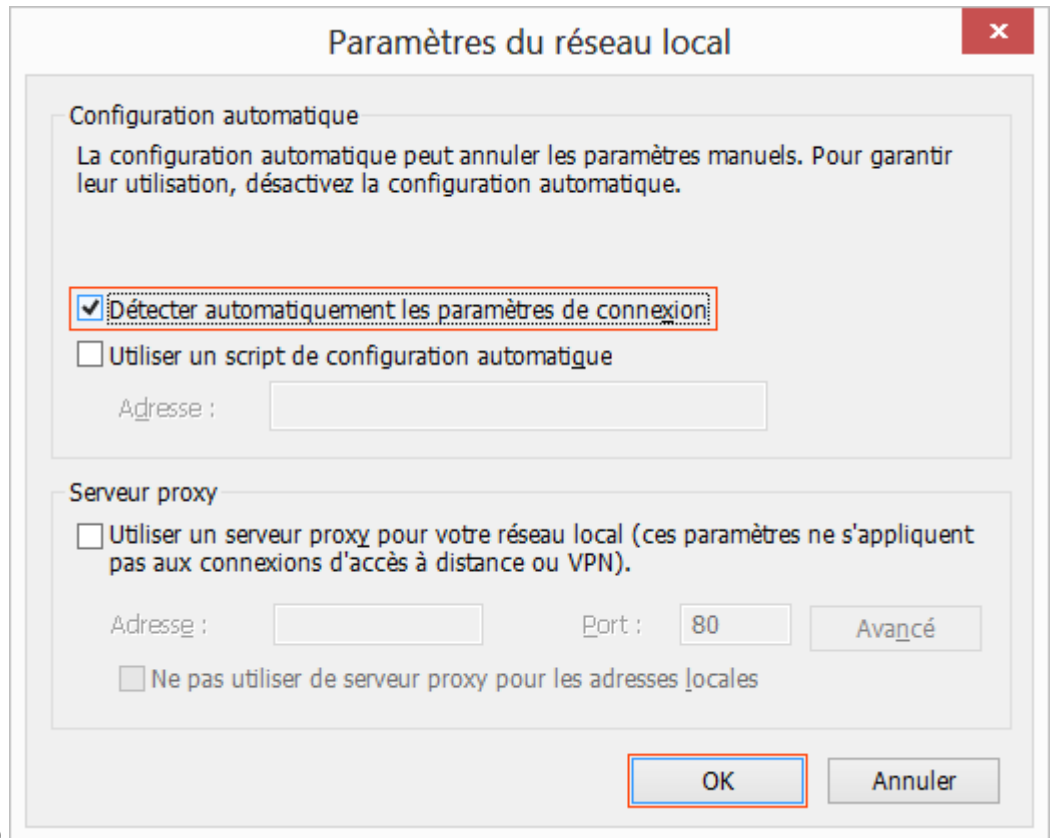 Paramètres du réseau local
x
Configuration automatique
La configuration automatique peut annuler les paramètres manuels. Pour garantir
leur utilisation, désactivez la configuration automatique.
Détecter automatiquement les paramètres de connexion
Utiliser un script de configuration automatique
Adresse :
Serveur proxy
Utiliser un serveur proxy pour votre réseau local (ces paramètres ne s'appliquent
pas aux connexions d'accès à distance ou VPN).
Adresse : Port : 80 Avancé
Ne pas utiliser de serveur proxy pour les adresses locales
OK Annuler